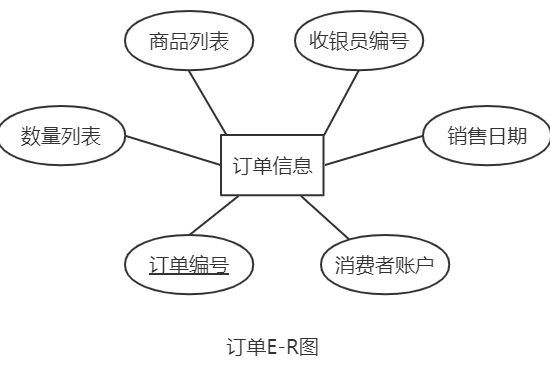 商品列表
收银员编号
数量列表
销售日期
订单信息
订单编号
消费者账户
订单E-R图